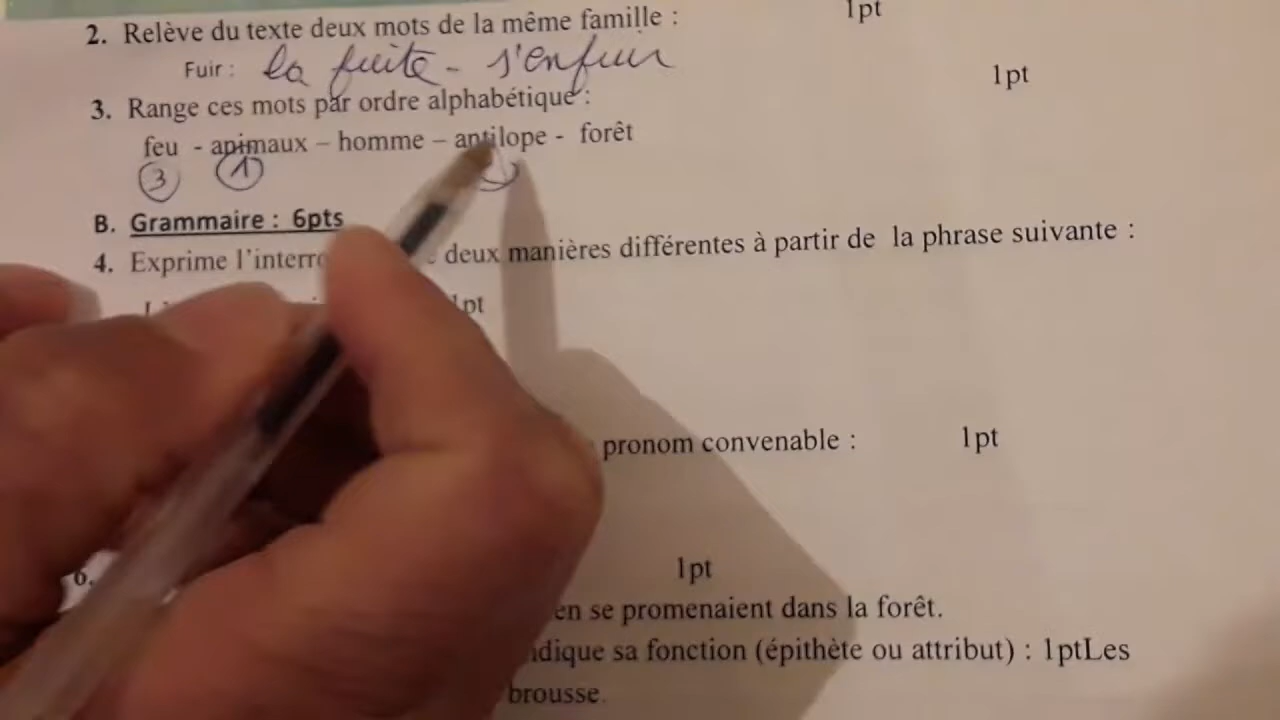 2. Relève du texte deux mots de la même famille : 1pt
Fuir : la fuite - s'enfuir
1pt
3. Range ces mots par ordre alphabétique :
feu - animaux – homme – antilope - forêt
3 1
B. Grammaire : 6pts
4. Exprime deux manières différentes à partir de la phrase suivante :
1pt
pronom convenable : 1pt
6. 1pt
en se promenaient dans la forêt.
sa fonction (épithète ou attribut) : 1ptLes
brousse.